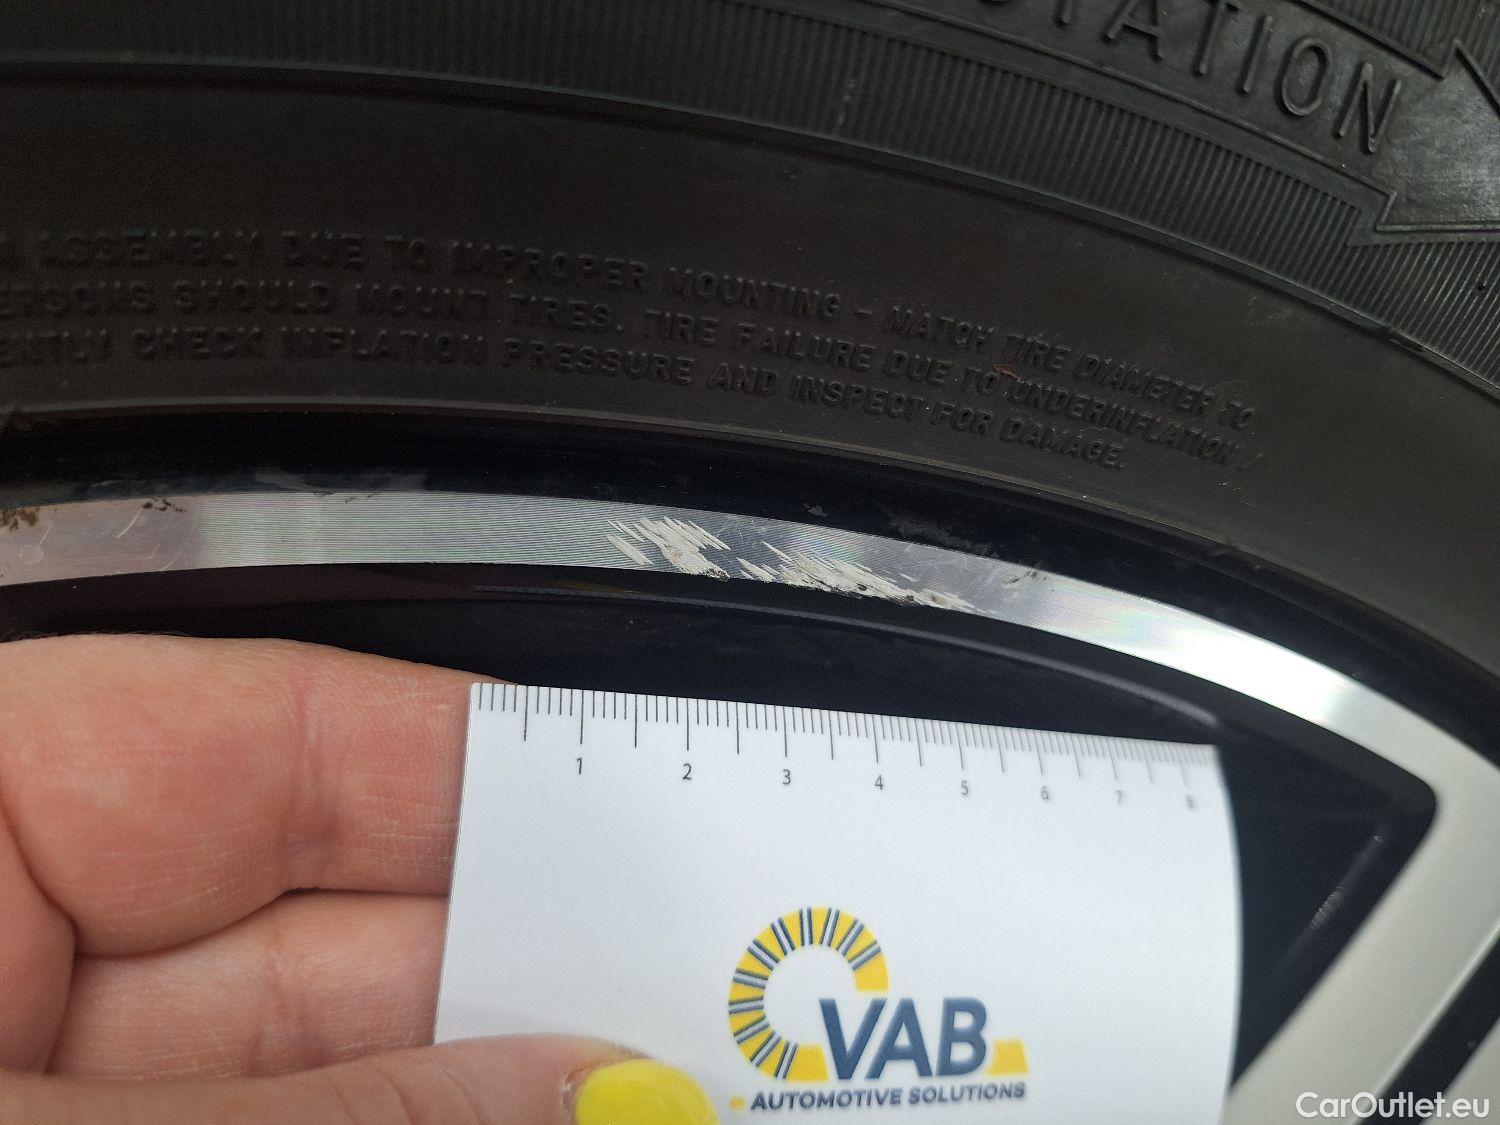 ROTATION
ASSEMBLY DUE TO IMPROPER MOUNTING - MATCH TIRE DIAMETER TO
PERSONS SHOULD MOUNT TIRES. TIRE FAILURE DUE TO UNDERINFLATION /
CHECK INFLATION PRESSURE AND INSPECT FOR DAMAGE.
1 2 3 4 5 6 7 8
VAB
AUTOMOTIVE SOLUTIONS
CarOutlet.eu